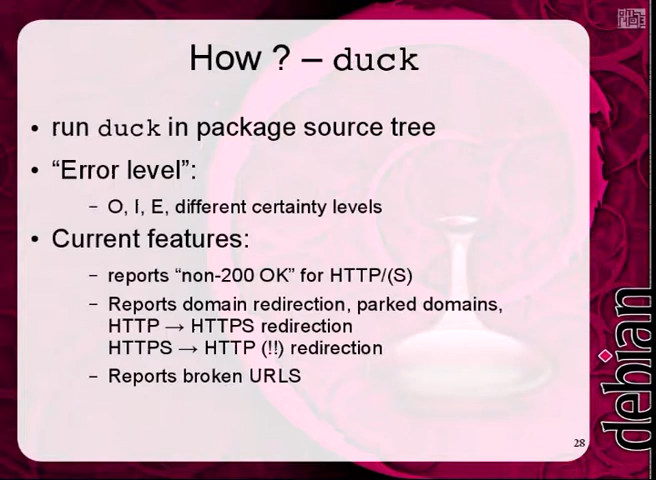 How ? – duck
• run duck in package source tree
• “Error level”:
– O, I, E, different certainty levels
• Current features:
– reports “non-200 OK” for HTTP/(S)
– Reports domain redirection, parked domains,
HTTP → HTTPS redirection
HTTPS → HTTP (!!) redirection
– Reports broken URLS
28
debian